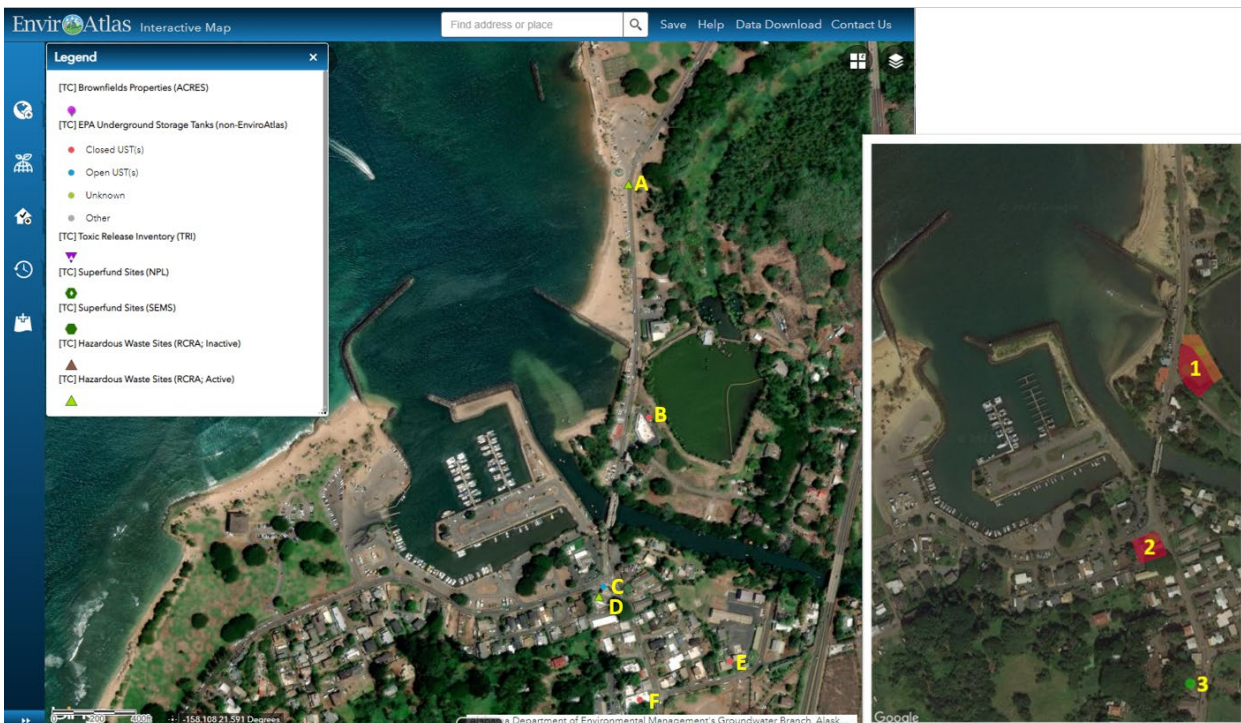 EnviroAtlas Interactive Map
Find address or place
Save Help Data Download Contact Us
Legend ×
[TC] Brownfields Properties (ACRES)
[TC] EPA Underground Storage Tanks (non-EnviroAtlas)
Closed UST(s)
Open UST(s)
Unknown
Other
[TC] Toxic Release Inventory (TRI)
[TC] Superfund Sites (NPL)
[TC] Superfund Sites (SEMS)
[TC] Hazardous Waste Sites (RCRA; Inactive)
[TC] Hazardous Waste Sites (RCRA; Active)
A
B
C
D
E
F
0 200 400ft
-158.108 21.591 Degrees
a Department of Environmental Management's Groundwater Branch, Alask...
1
2
3
Google